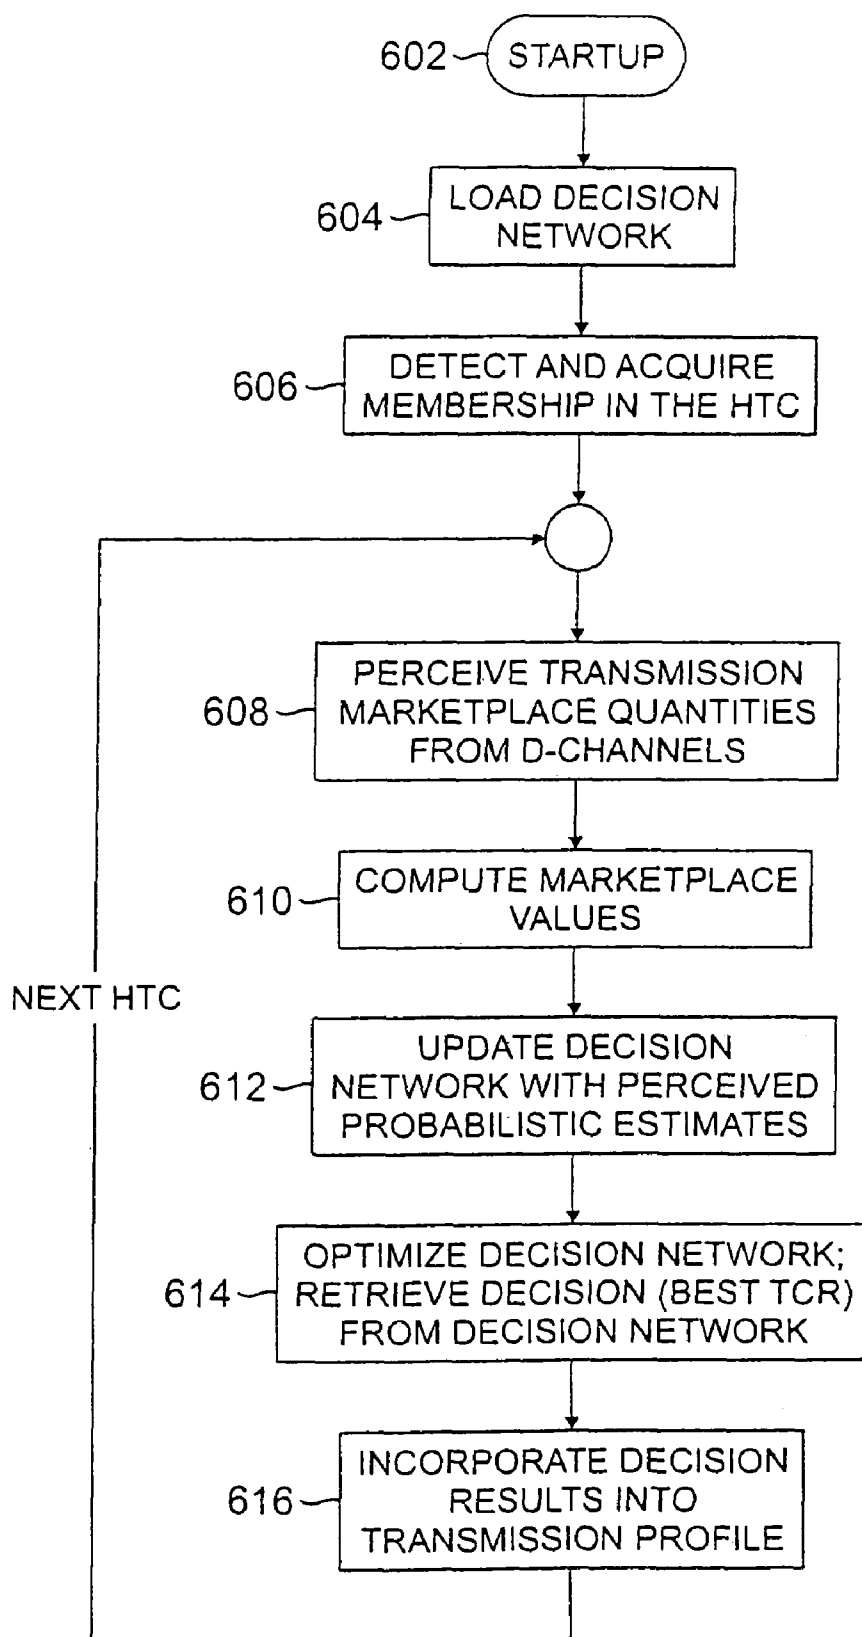 602
STARTUP
604
LOAD DECISION
NETWORK
606
DETECT AND ACQUIRE
MEMBERSHIP IN THE HTC
608
PERCEIVE TRANSMISSION
MARKETPLACE QUANTITIES
FROM D-CHANNELS
610
COMPUTE MARKETPLACE
VALUES
NEXT HTC
612
UPDATE DECISION
NETWORK WITH PERCEIVED
PROBABILISTIC ESTIMATES
614
OPTIMIZE DECISION NETWORK;
RETRIEVE DECISION (BEST TCR)
FROM DECISION NETWORK
616
INCORPORATE DECISION
RESULTS INTO
TRANSMISSION PROFILE